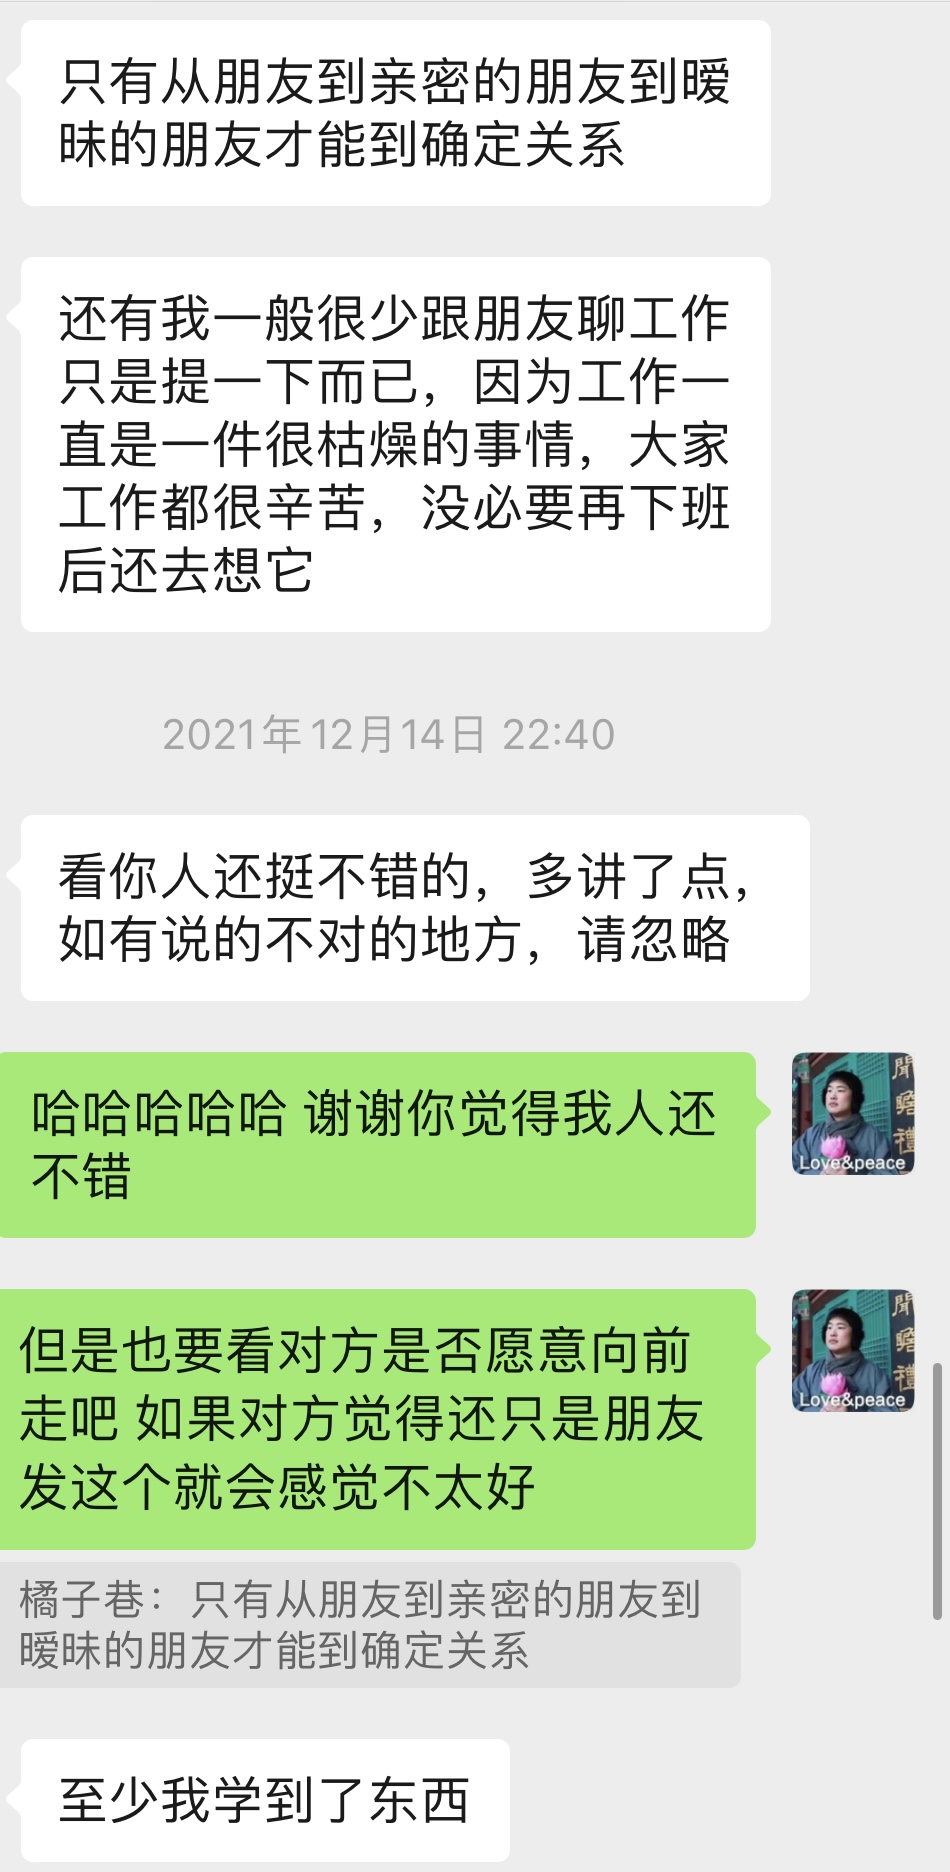 只有从朋友到亲密的朋友到暧
昧的朋友才能到确定关系
还有我一般很少跟朋友聊工作
只是提一下而已，因为工作一
直是一件很枯燥的事情，大家
工作都很辛苦，没必要再下班
后还去想它
2021年12月14日 22:40
看你人还挺不错的，多讲了点，
如有说的不对的地方，请忽略
哈哈哈哈哈 谢谢你觉得我人还
不错
聞
瞻
禮
Love&peace
但是也要看对方是否愿意向前
走吧 如果对方觉得还只是朋友
发这个就会感觉不太好
聞
瞻
禮
Love&peace
橘子巷：只有从朋友到亲密的朋友到
暧昧的朋友才能到确定关系
至少我学到了东西